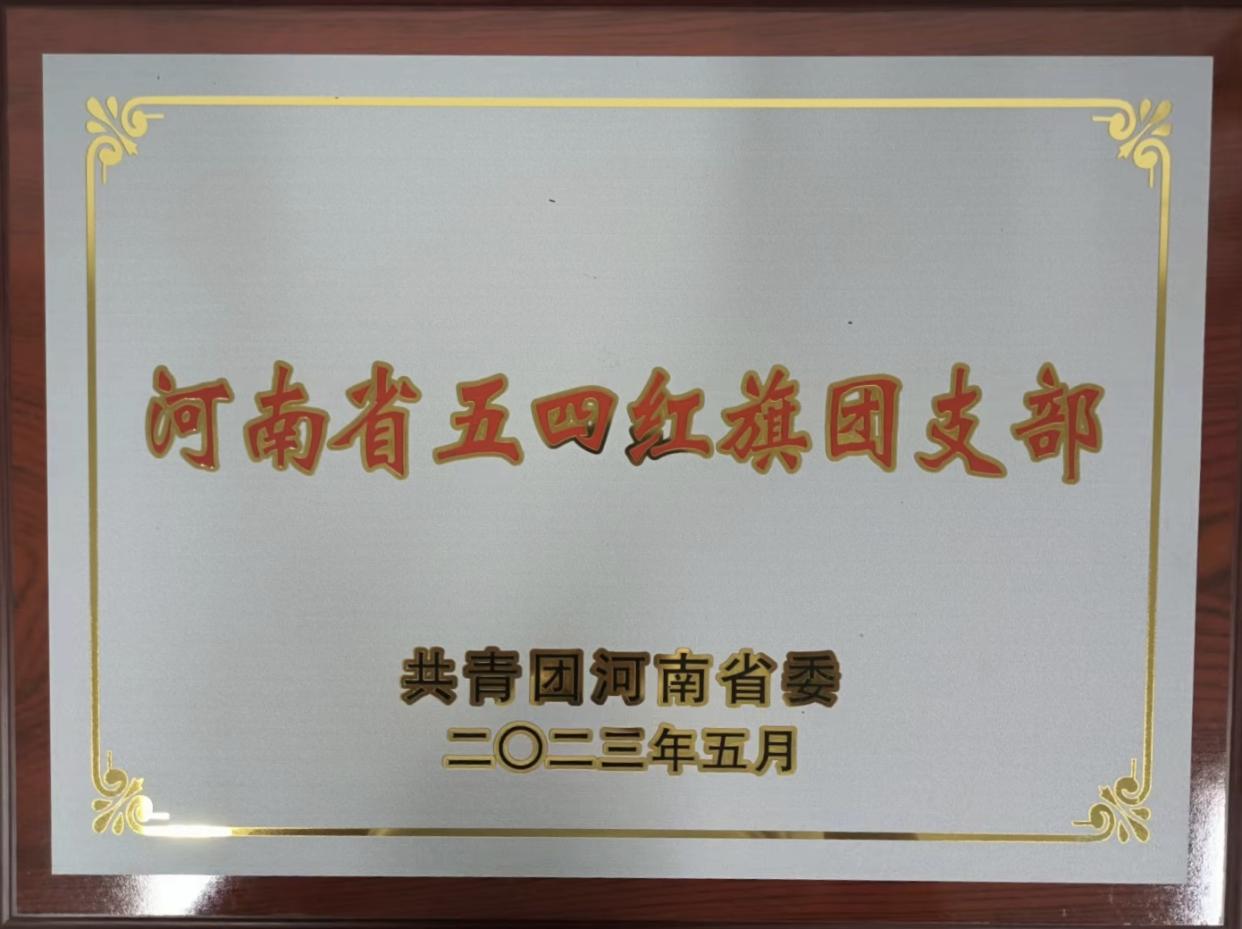 河南省五四红旗团支部
共青团河南省委
二〇二三年五月